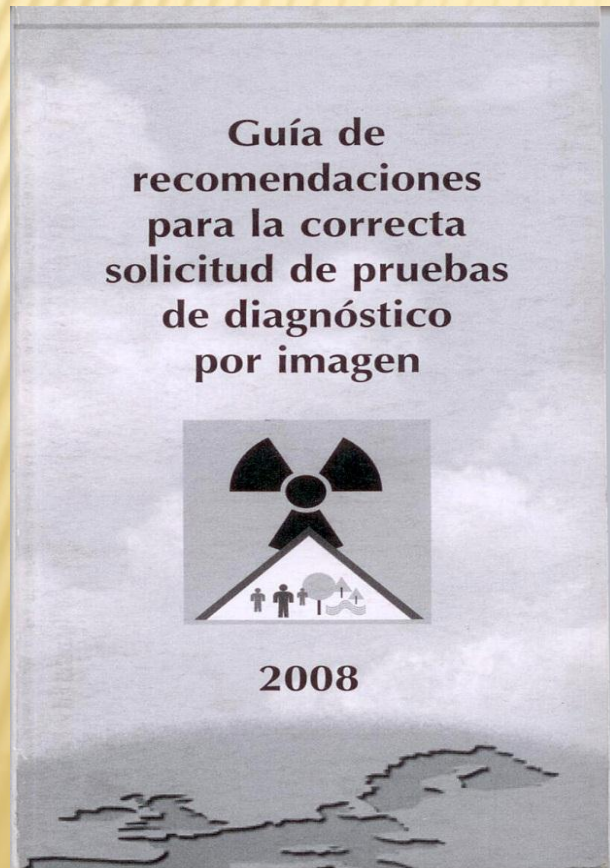 Guía de
recomendaciones
para la correcta
solicitud de pruebas
de diagnóstico
por imagen
2008